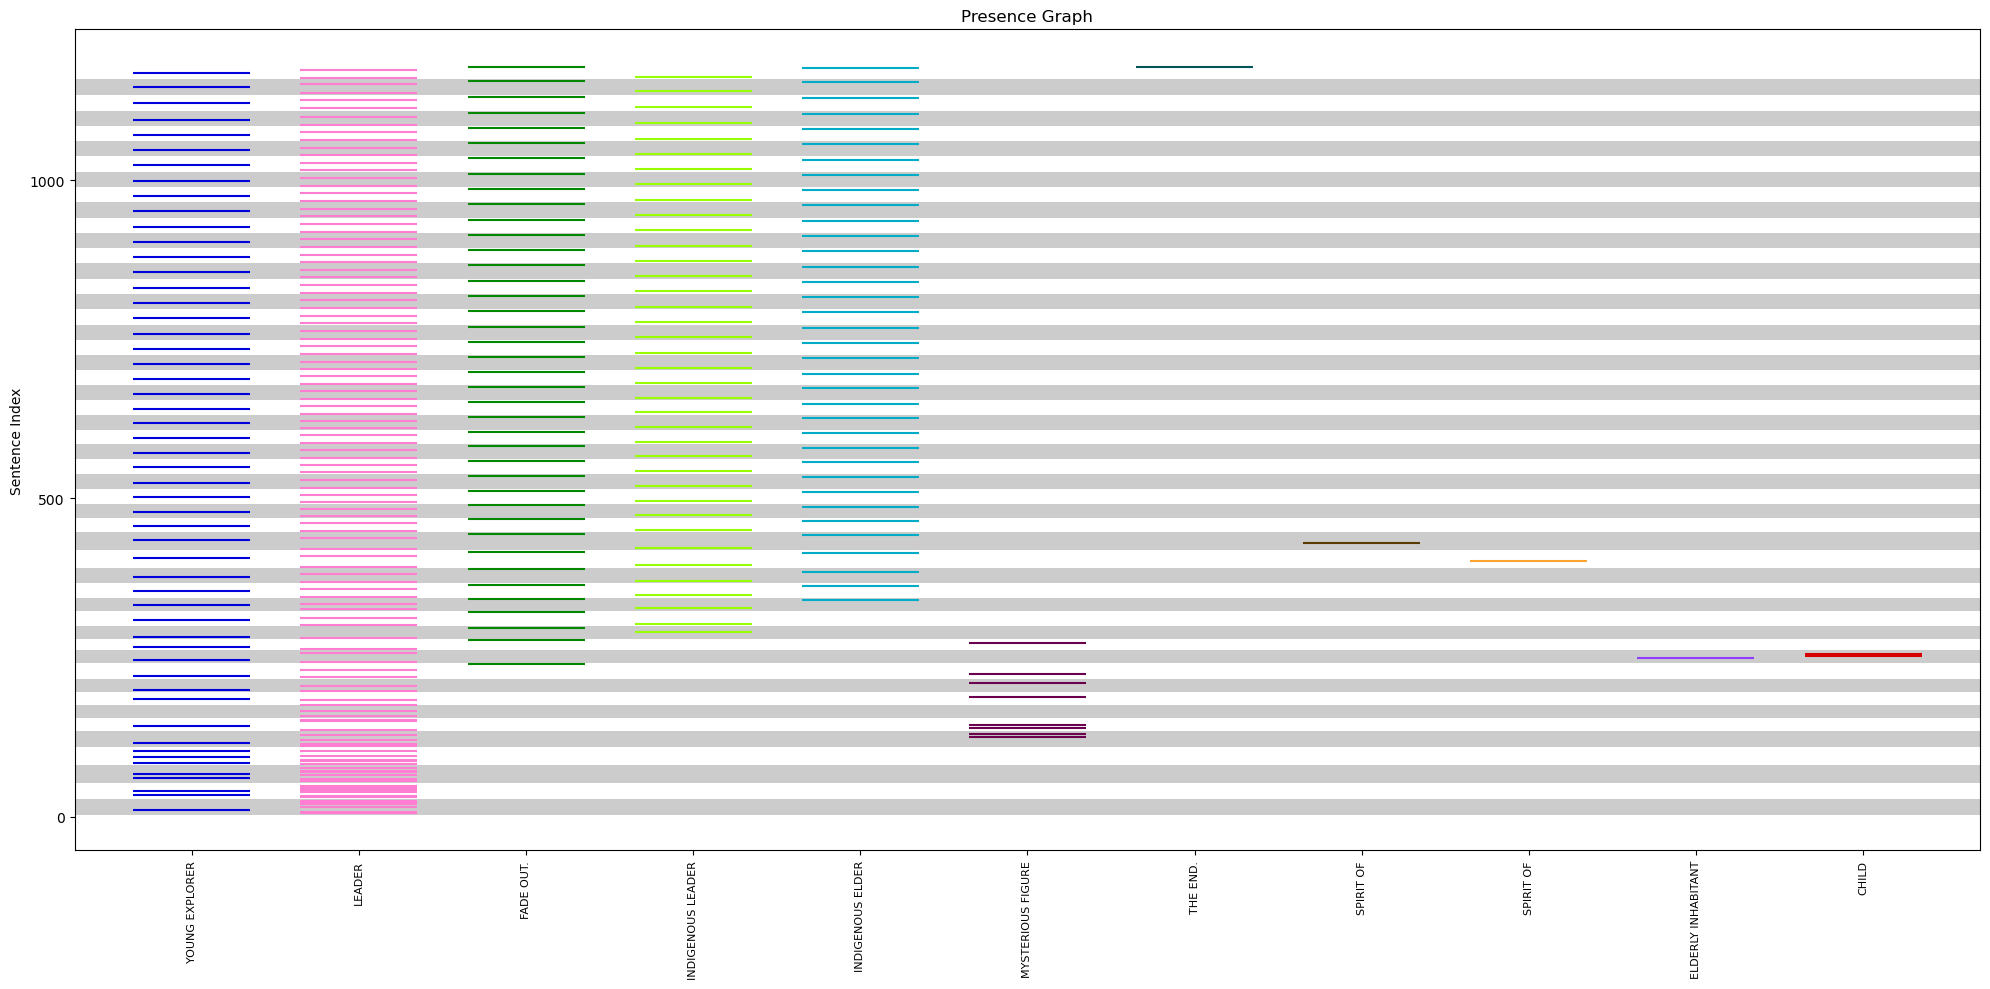 Presence Graph
Sentence Index
1000
500
0
YOUNG EXPLORER
LEADER
FADE OUT.
INDIGENOUS LEADER
INDIGENOUS ELDER
MYSTERIOUS FIGURE
THE END.
SPIRIT OF
SPIRIT OF
ELDERLY INHABITANT
CHILD